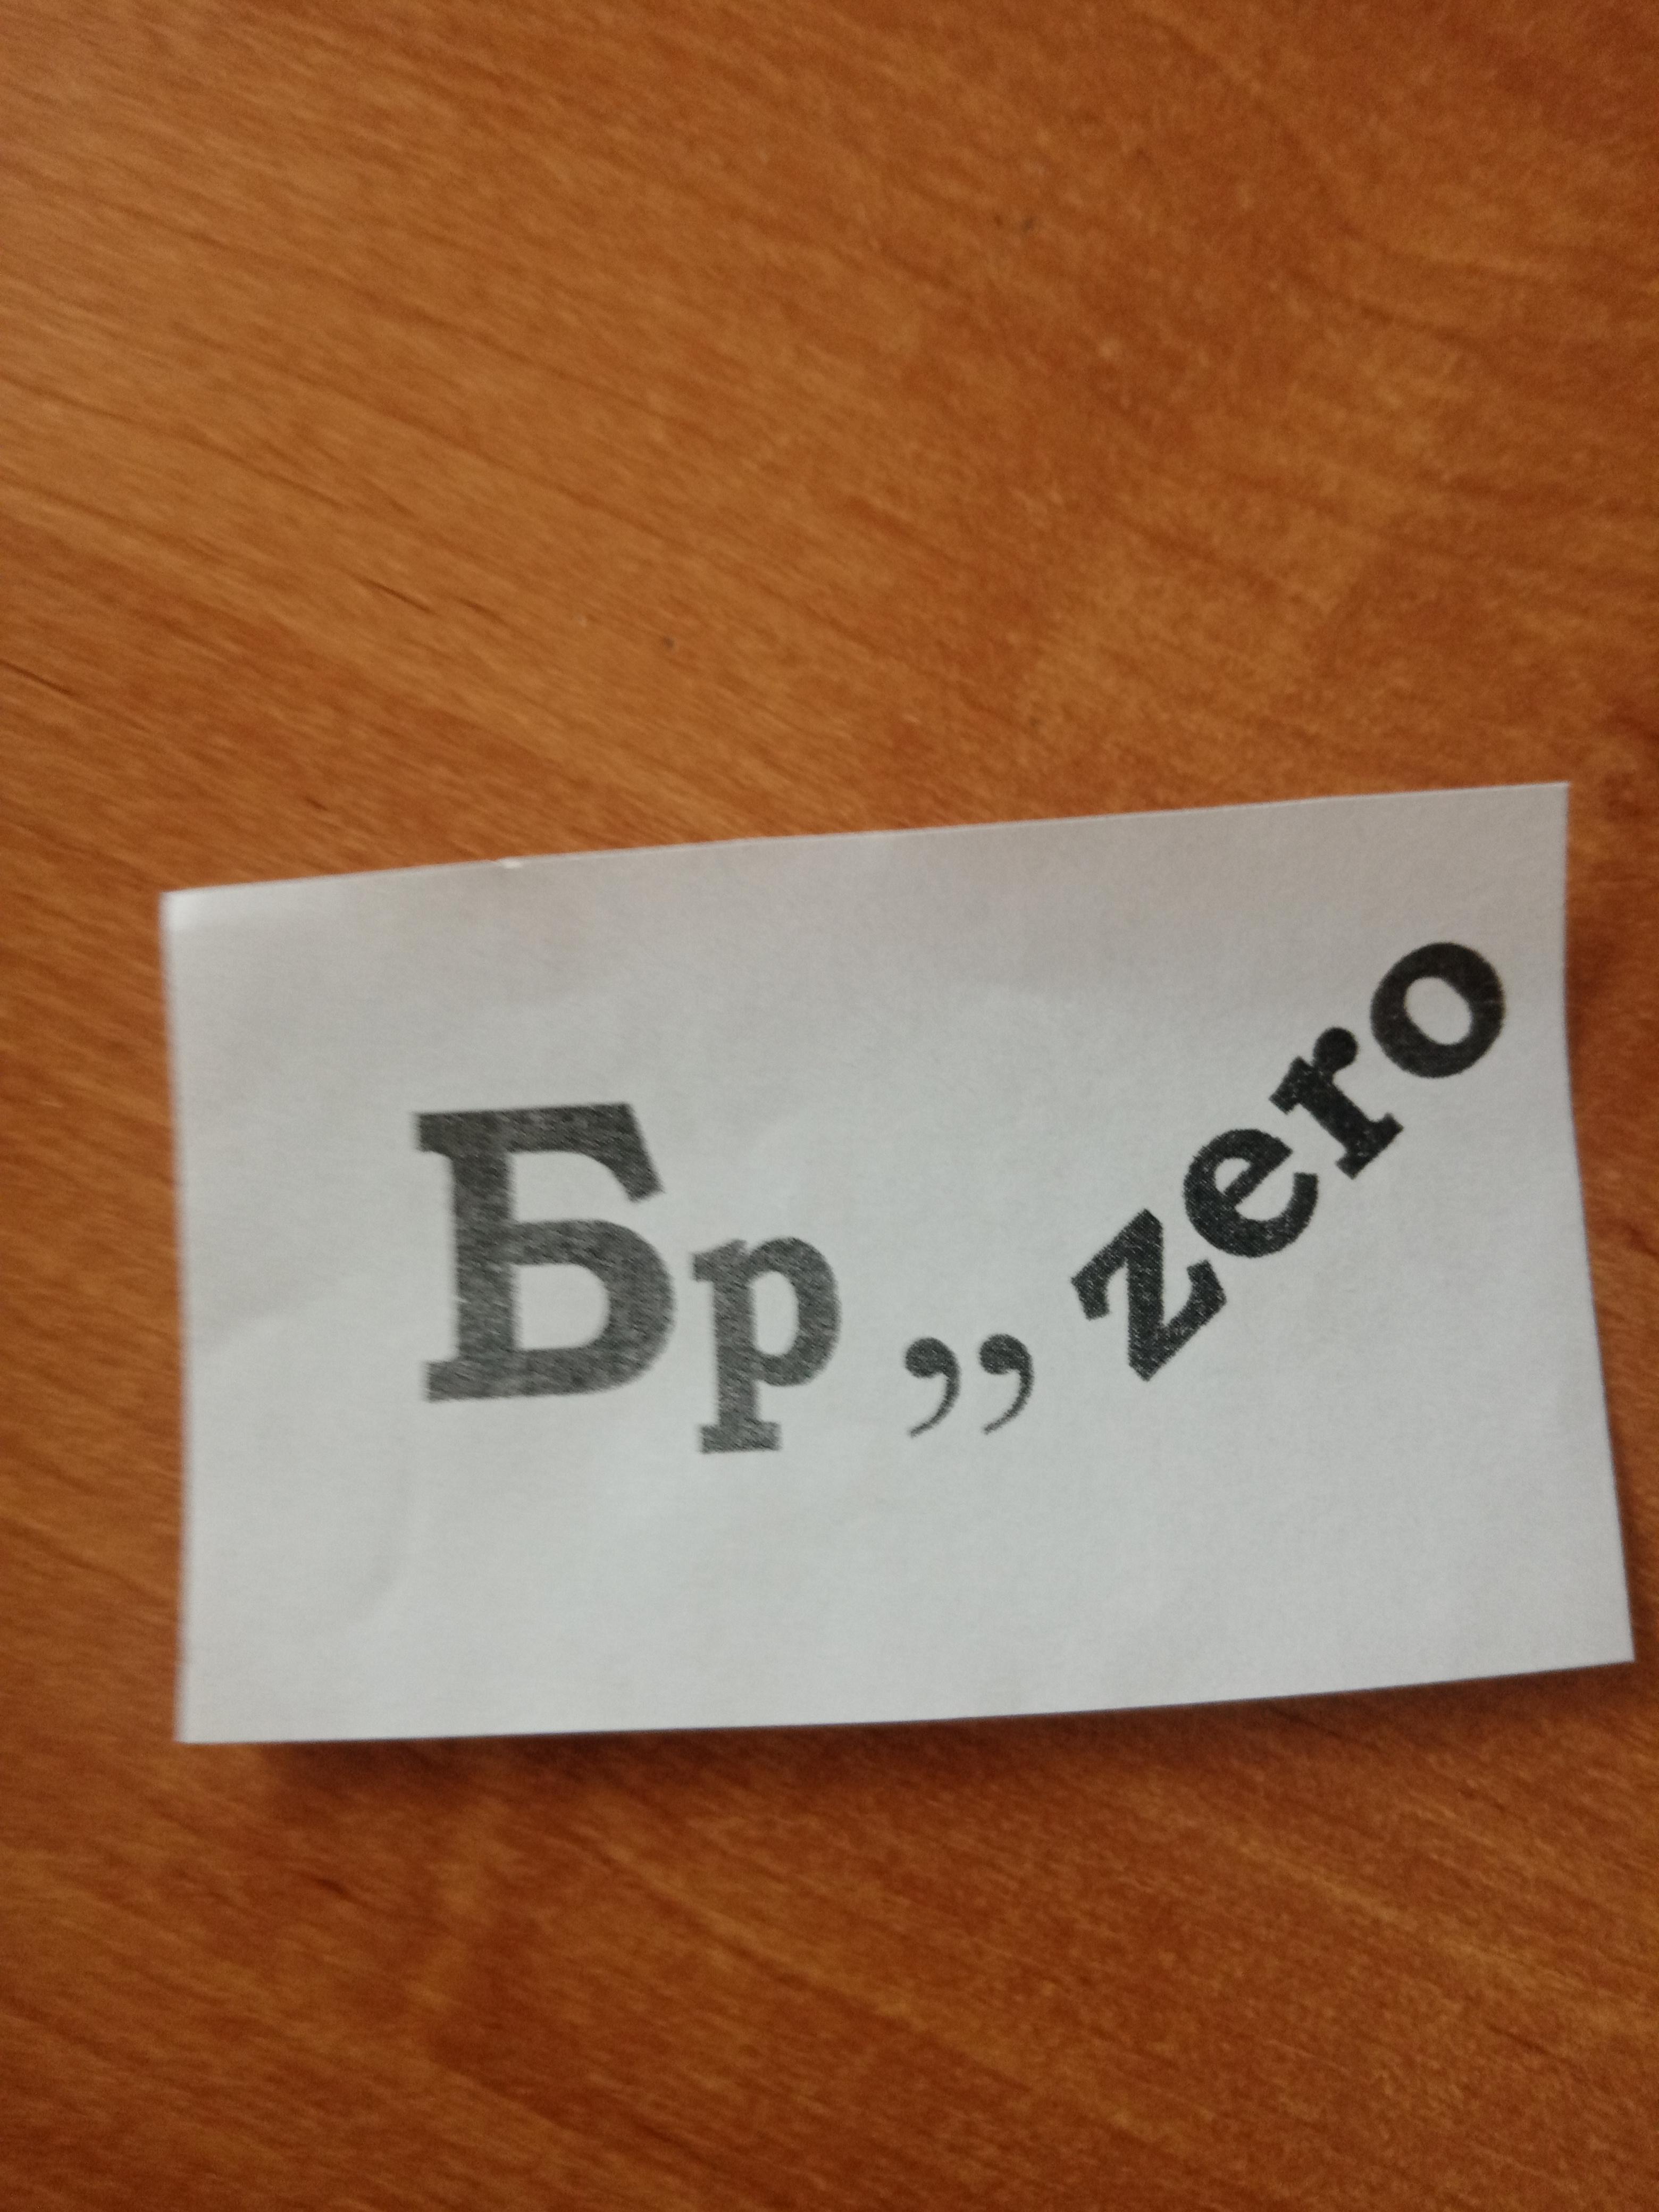 Бр ,, zero